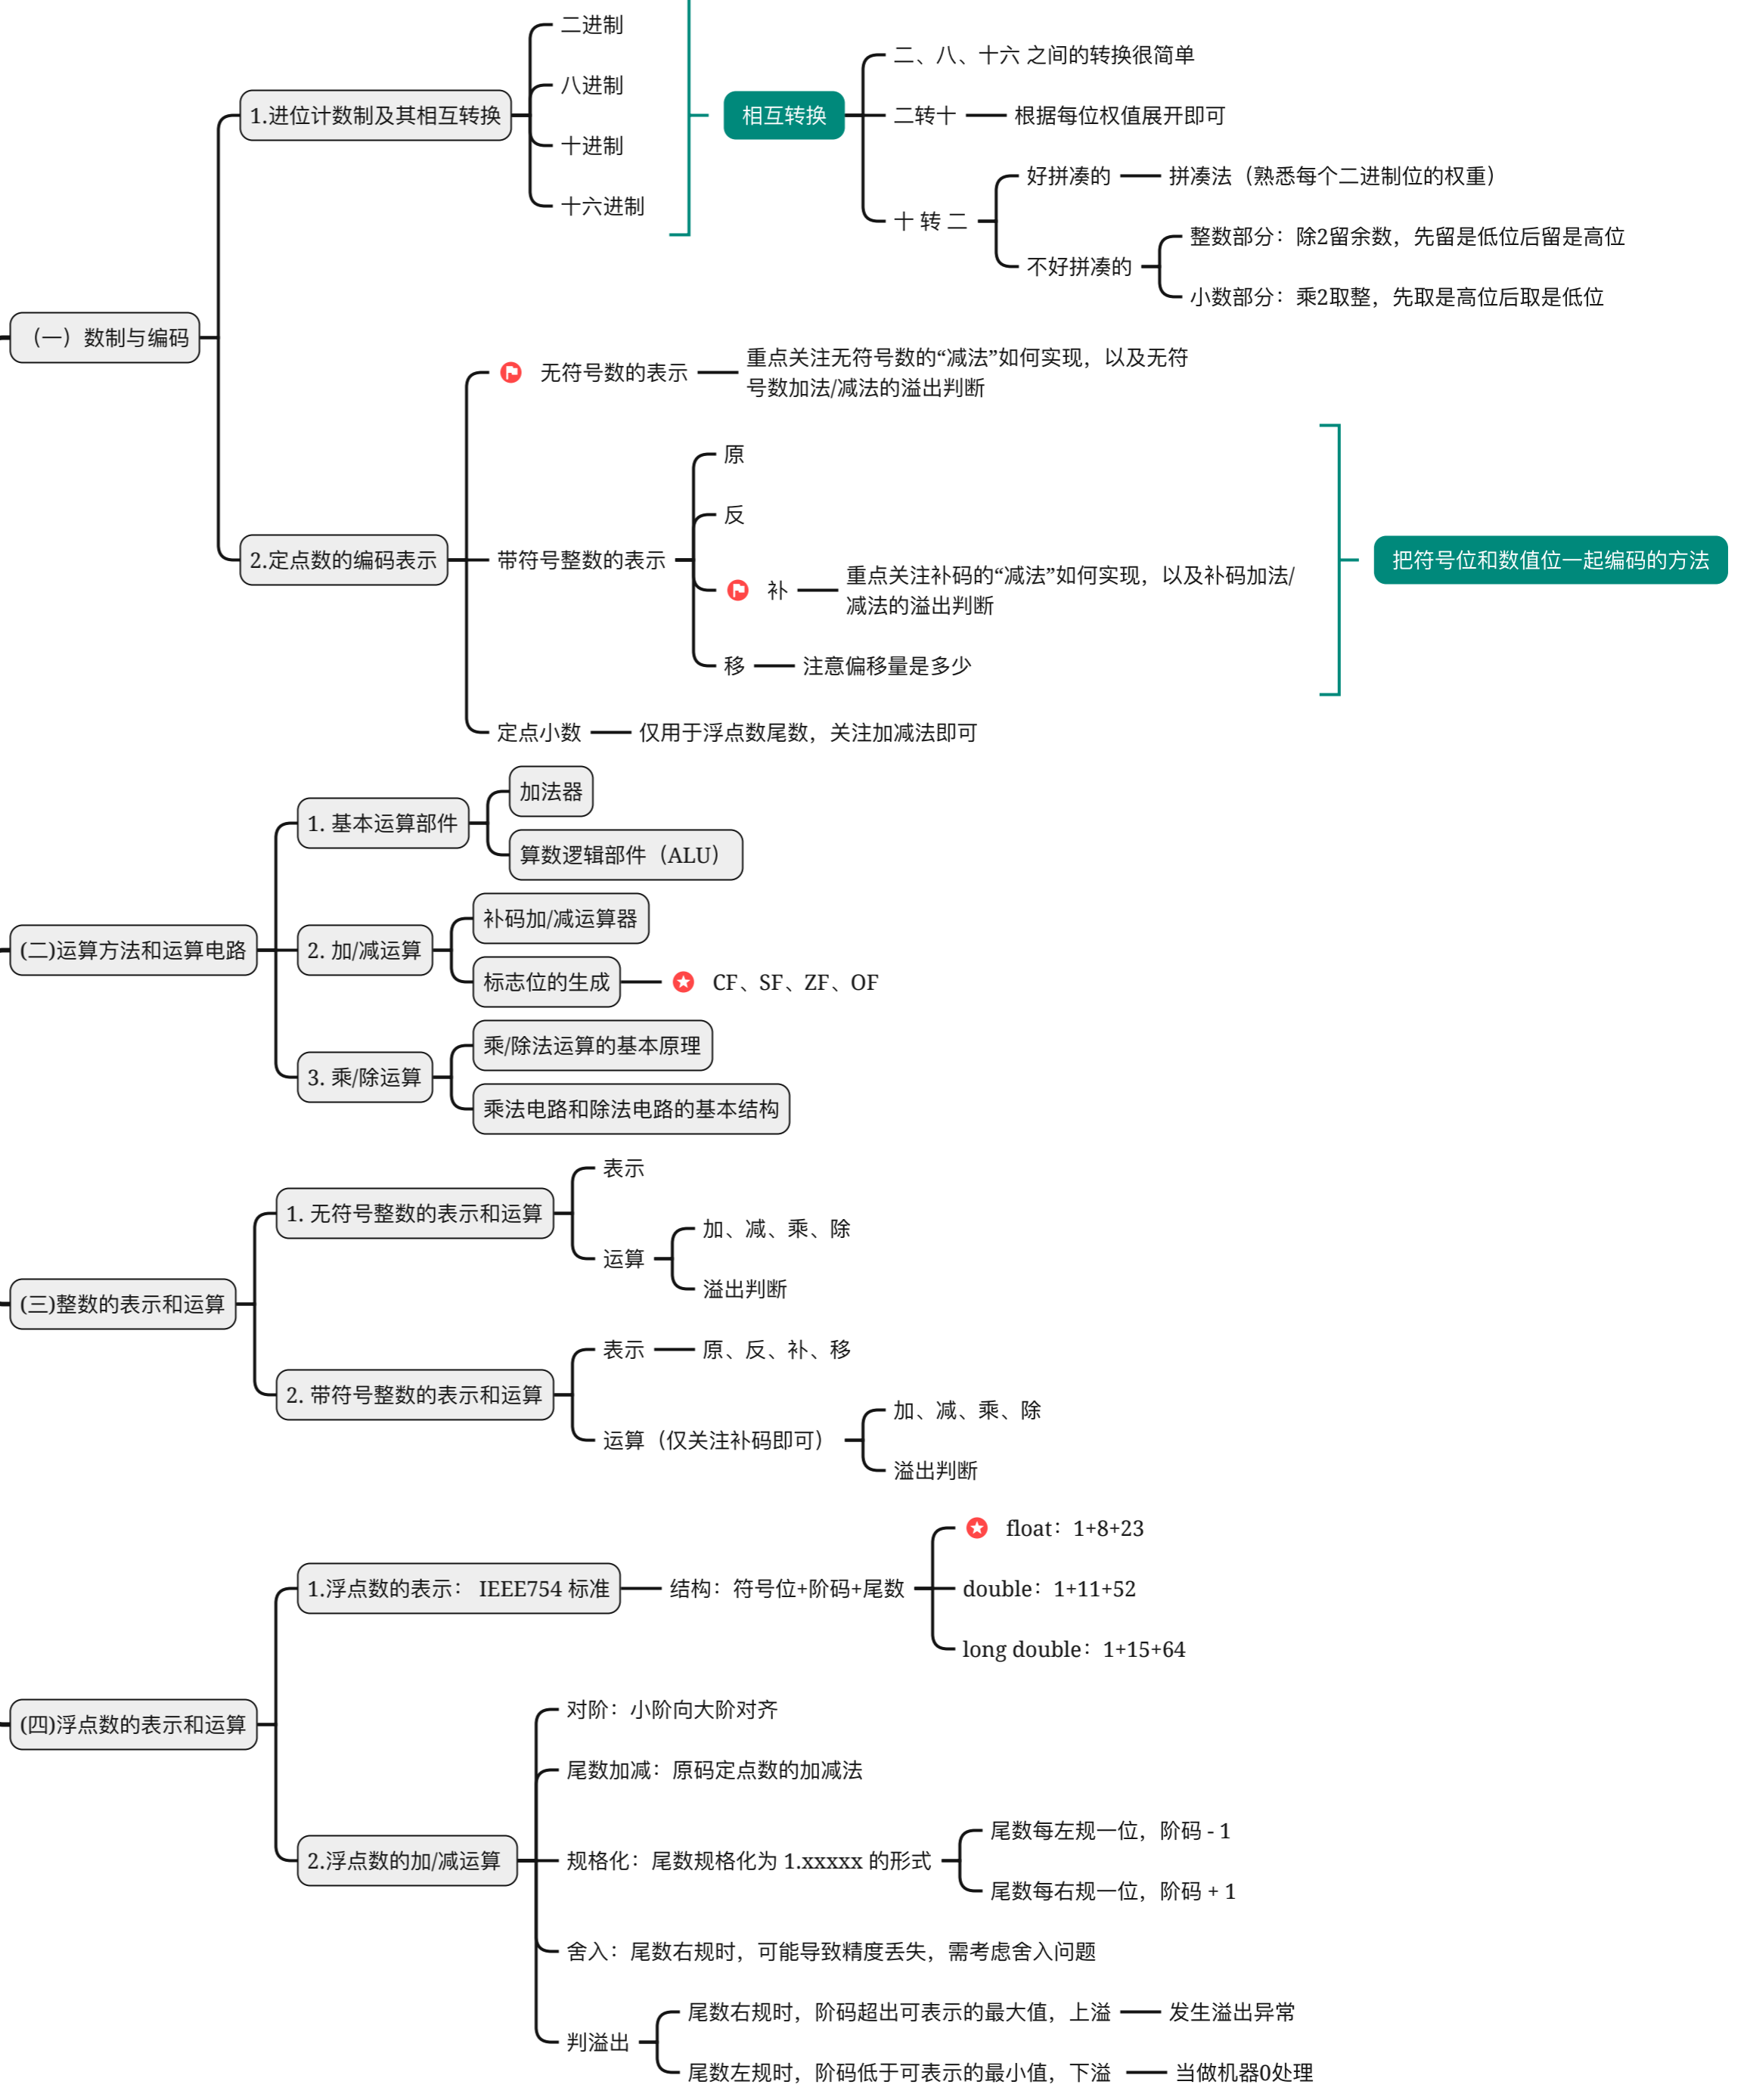 （一）数制与编码
1.进位计数制及其相互转换
二进制
八进制
十进制
十六进制
相互转换
二、八、十六 之间的转换很简单
二转十
根据每位权值展开即可
十 转 二
好拼凑的
拼凑法（熟悉每个二进制位的权重）
不好拼凑的
整数部分：除2留余数，先留是低位后留是高位
小数部分：乘2取整，先取是高位后取是低位
2.定点数的编码表示
无符号数的表示
重点关注无符号数的“减法”如何实现，以及无符
号数加法/减法的溢出判断
带符号整数的表示
原
反
补
重点关注补码的“减法”如何实现，以及补码加法/
减法的溢出判断
移
注意偏移量是多少
把符号位和数值位一起编码的方法
定点小数
仅用于浮点数尾数，关注加减法即可
(二)运算方法和运算电路
1. 基本运算部件
加法器
算数逻辑部件（ALU）
2. 加/减运算
补码加/减运算器
标志位的生成
CF、SF、ZF、OF
3. 乘/除运算
乘/除法运算的基本原理
乘法电路和除法电路的基本结构
(三)整数的表示和运算
1. 无符号整数的表示和运算
表示
运算
加、减、乘、除
溢出判断
2. 带符号整数的表示和运算
表示
原、反、补、移
运算（仅关注补码即可）
加、减、乘、除
溢出判断
(四)浮点数的表示和运算
1.浮点数的表示： IEEE754 标准
结构：符号位+阶码+尾数
float：1+8+23
double：1+11+52
long double：1+15+64
2.浮点数的加/减运算
对阶：小阶向大阶对齐
尾数加减：原码定点数的加减法
规格化：尾数规格化为 1.xxxxx 的形式
尾数每左规一位，阶码 - 1
尾数每右规一位，阶码 + 1
舍入：尾数右规时，可能导致精度丢失，需考虑舍入问题
判溢出
尾数右规时，阶码超出可表示的最大值，上溢
发生溢出异常
尾数左规时，阶码低于可表示的最小值，下溢
当做机器0处理